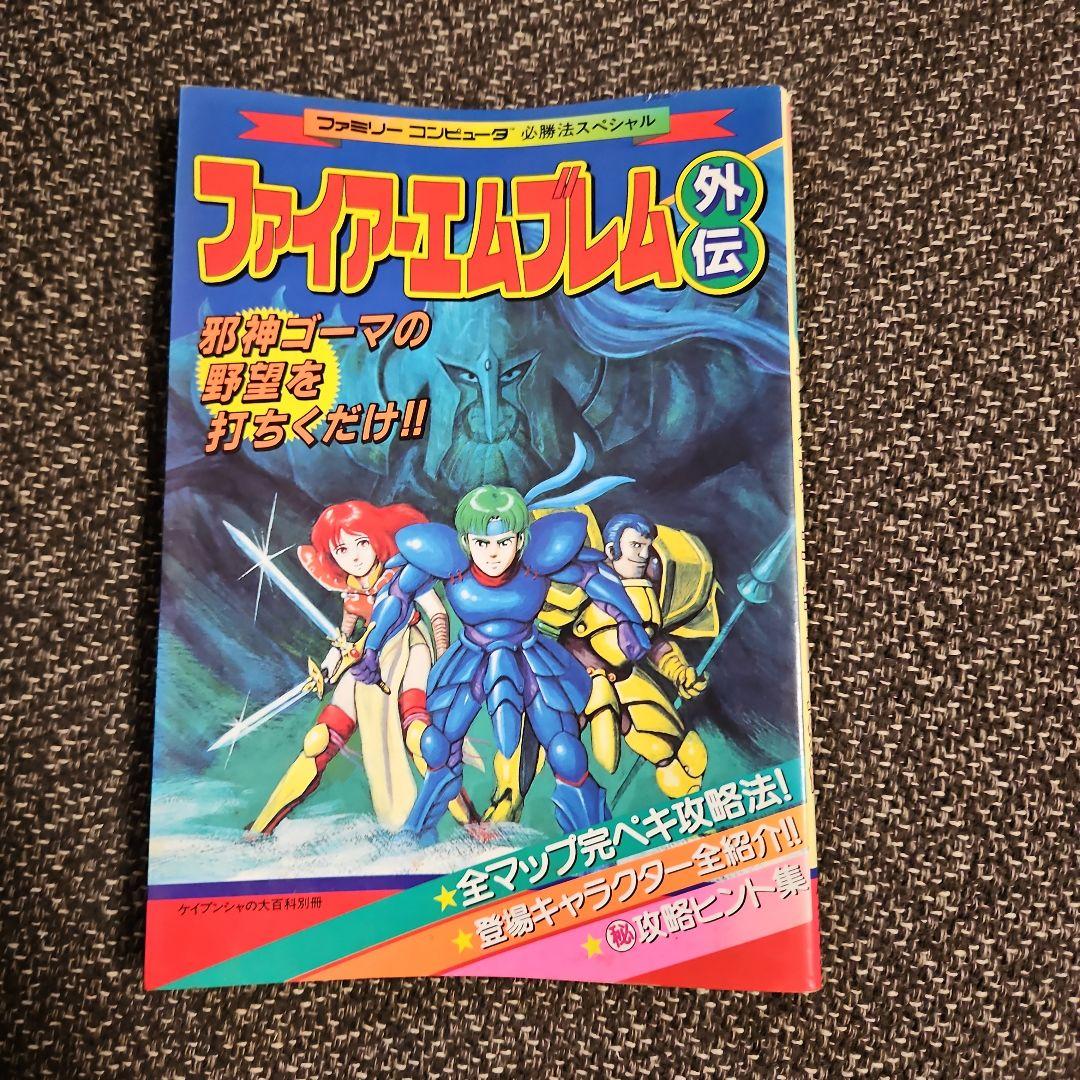 ファミリーコンピュータ™必勝法スペシャル
ファイアーエムブレム
外伝
邪神ゴーマの
野望を
打ちくだけ!!
★全マップ完ペキ攻略法!
★登場キャラクター全紹介!!
★㊙攻略ヒント集
ケイブンシャの大百科別冊